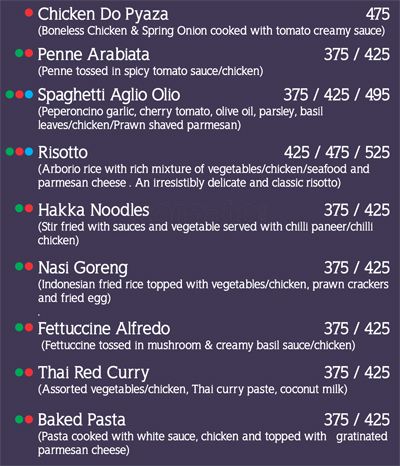 Chicken Do Pyaza 475
(Boneless Chicken & Spring Onion cooked with tomato creamy sauce)
Penne Arabiata 375 / 425
(Penne tossed in spicy tomato sauce/chicken)
Spaghetti Aglio Olio 375 / 425 / 495
(Peperoncino garlic, cherry tomato, olive oil, parsley, basil
leaves/chicken/Prawn shaved parmesan)
Risotto 425 / 475 / 525
(Arborio rice with rich mixture of vegetables/chicken/seafood and
parmesan cheese . An irresistibly delicate and classic risotto)
Hakka Noodles 375 / 425
(Stir fried with sauces and vegetable served with chilli paneer/chilli
chicken)
Nasi Goreng 375 / 425
(Indonesian fried rice topped with vegetables/chicken, prawn crackers
and fried egg)
.
Fettuccine Alfredo 375 / 425
(Fettuccine tossed in mushroom & creamy basil sauce/chicken)
Thai Red Curry 375 / 425
(Assorted vegetables/chicken, Thai curry paste, coconut milk)
Baked Pasta 375 / 425
(Pasta cooked with white sauce, chicken and topped with gratinated
parmesan cheese)